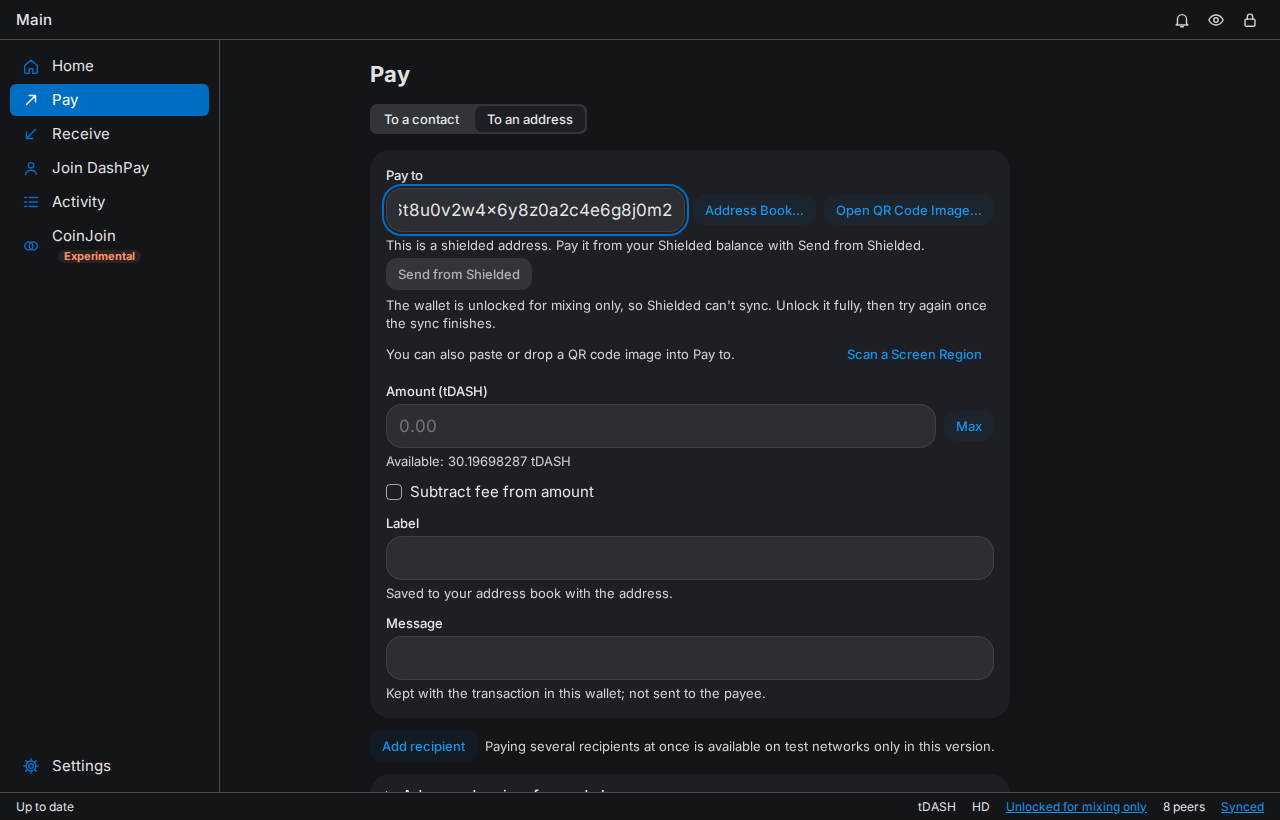 Main
Home
Pay
Receive
Join DashPay
Activity
CoinJoin
Experimental
Settings
Pay
To a contact
To an address
Pay to
6t8u0v2w4x6y8z0a2c4e6g8j0m2
Address Book...
Open QR Code Image...
This is a shielded address. Pay it from your Shielded balance with Send from Shielded.
Send from Shielded
The wallet is unlocked for mixing only, so Shielded can't sync. Unlock it fully, then try again once
the sync finishes.
You can also paste or drop a QR code image into Pay to.
Scan a Screen Region
Amount (tDASH)
0.00
Max
Available: 30.19698287 tDASH
Subtract fee from amount
Label
Saved to your address book with the address.
Message
Kept with the transaction in this wallet; not sent to the payee.
Add recipient
Paying several recipients at once is available on test networks only in this version.
Up to date
tDASH
HD
Unlocked for mixing only
8 peers
Synced